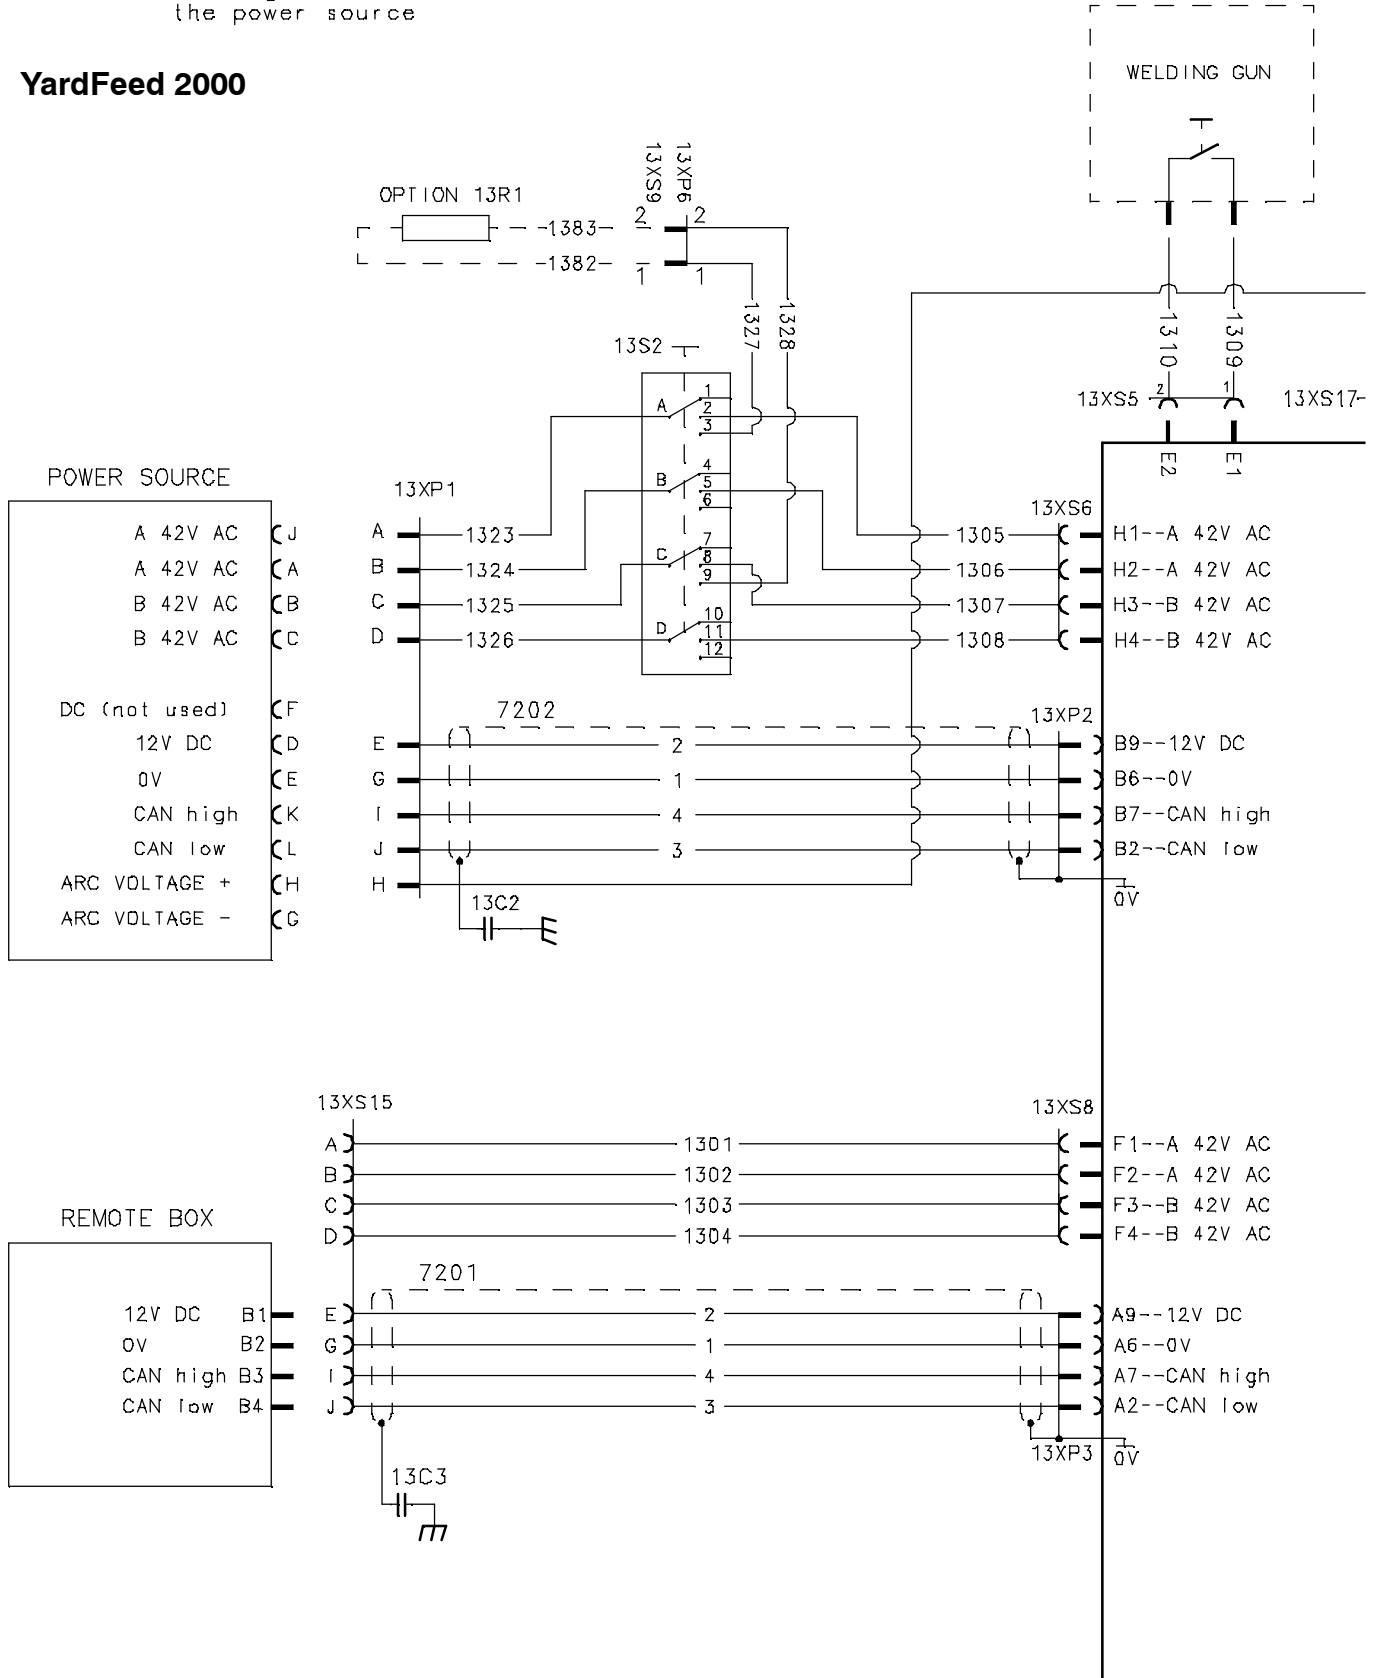 the power source
YardFeed 2000
WELDING GUN
13XS9
13XP6
OPTION 13R1
2
2
1383
1382
1
1
1327
1328
1310
1309
13S2
13XS5
2
1
13XS17
E2
E1
A
1
2
3
B
4
5
6
C
7
8
9
D
10
11
12
POWER SOURCE
13XP1
13XS6
A 42V AC
J
A
1323
1305
H1--A 42V AC
A 42V AC
A
B
1324
1306
H2--A 42V AC
B 42V AC
B
C
1325
1307
H3--B 42V AC
B 42V AC
C
D
1326
1308
H4--B 42V AC
DC (not used)
F
7202
13XP2
12V DC
D
E
2
B9--12V DC
0V
E
G
1
B6--0V
CAN high
K
I
4
B7--CAN high
CAN low
L
J
3
B2--CAN low
ARC VOLTAGE +
H
H
0V
ARC VOLTAGE -
G
13C2
13XS15
13XS8
A
1301
F1--A 42V AC
B
1302
F2--A 42V AC
C
1303
F3--B 42V AC
D
1304
F4--B 42V AC
REMOTE BOX
7201
12V DC
B1
E
2
A9--12V DC
0V
B2
G
1
A6--0V
CAN high
B3
I
4
A7--CAN high
CAN low
B4
J
3
A2--CAN low
13XP3
0V
13C3